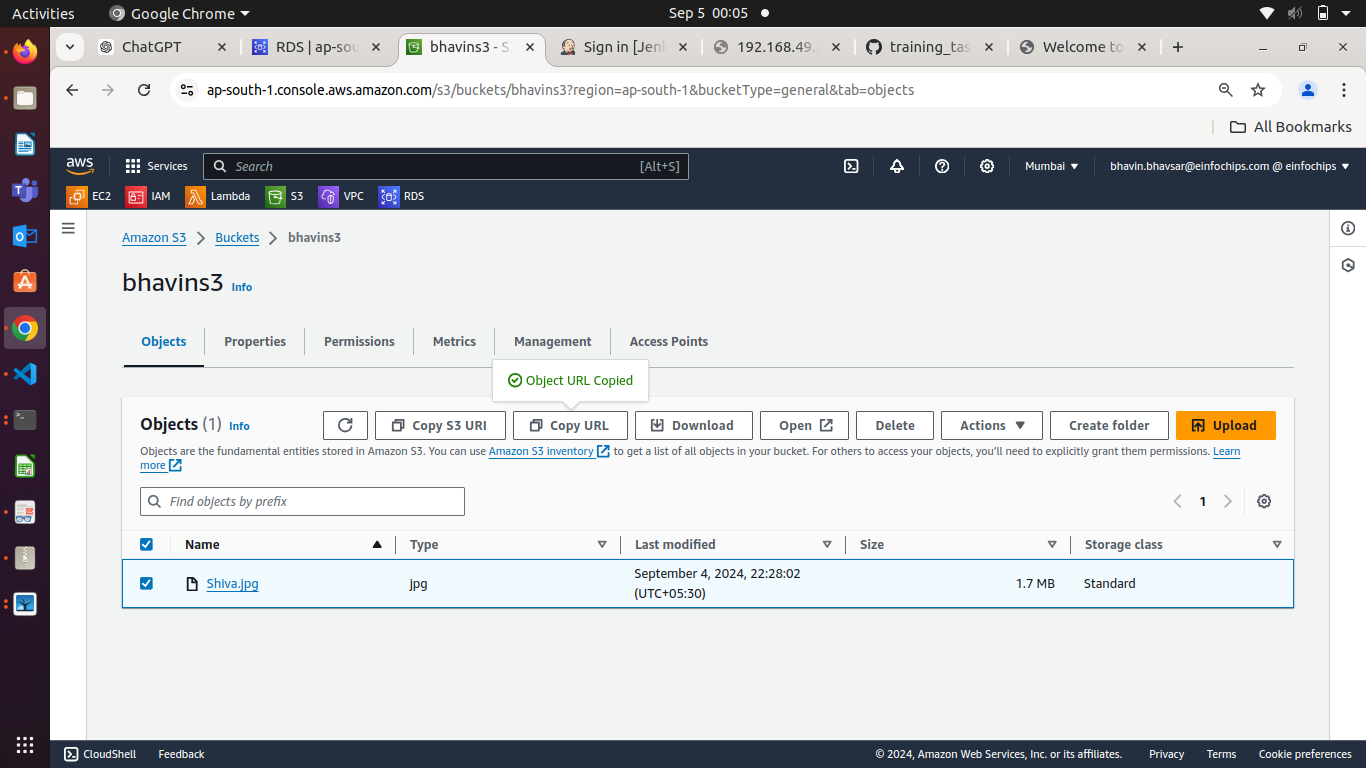 Activities
Google Chrome
Sep 5 00:05
ChatGPT
RDS | ap-sou
bhavins3 - S
Sign in [Jenk
192.168.49.
training_tas
Welcome to
ap-south-1.console.aws.amazon.com/s3/buckets/bhavins3?region=ap-south-1&bucketType=general&tab=objects
All Bookmarks
aws
Services
Search
[Alt+S]
Mumbai
bhavin.bhavsar@einfochips.com @ einfochips
EC2
IAM
Lambda
S3
VPC
RDS
Amazon S3
Buckets
bhavins3
bhavins3
Info
Objects
Properties
Permissions
Metrics
Management
Access Points
Object URL Copied
Objects (1)
Info
Copy S3 URI
Copy URL
Download
Open
Delete
Actions
Create folder
Upload
Objects are the fundamental entities stored in Amazon S3. You can use Amazon S3 inventory to get a list of all objects in your bucket. For others to access your objects, you'll need to explicitly grant them permissions. Learn
more
Find objects by prefix
1
Name
Type
Last modified
Size
Storage class
Shiva.jpg
jpg
September 4, 2024, 22:28:02
(UTC+05:30)
1.7 MB
Standard
CloudShell
Feedback
© 2024, Amazon Web Services, Inc. or its affiliates.
Privacy
Terms
Cookie preferences